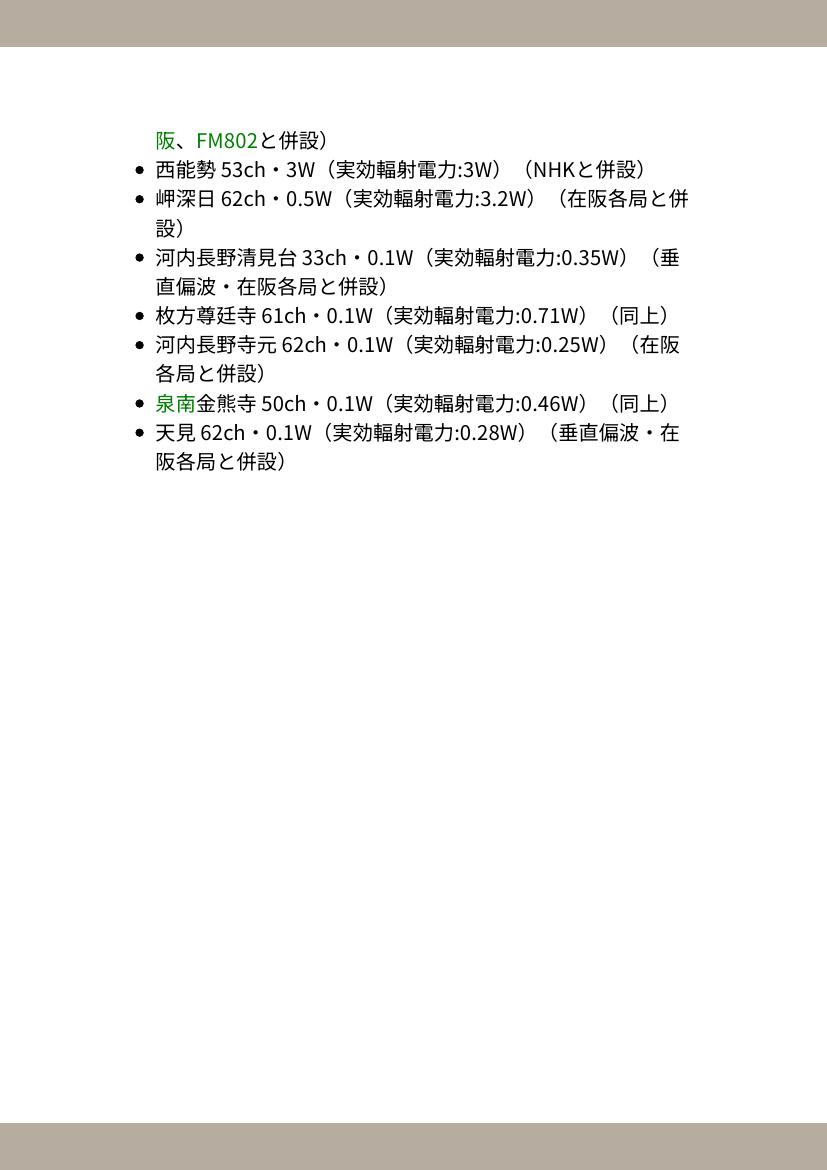 阪、FM802と併設）
• 西能勢 53ch・3W（実効輻射電力:3W）（NHKと併設）
• 岬深日 62ch・0.5W（実効輻射電力:3.2W）（在阪各局と併
設）
• 河内長野清見台 33ch・0.1W（実効輻射電力:0.35W）（垂
直偏波・在阪各局と併設）
• 枚方尊廷寺 61ch・0.1W（実効輻射電力:0.71W）（同上）
• 河内長野寺元 62ch・0.1W（実効輻射電力:0.25W）（在阪
各局と併設）
• 泉南金熊寺 50ch・0.1W（実効輻射電力:0.46W）（同上）
• 天見 62ch・0.1W（実効輻射電力:0.28W）（垂直偏波・在
阪各局と併設）